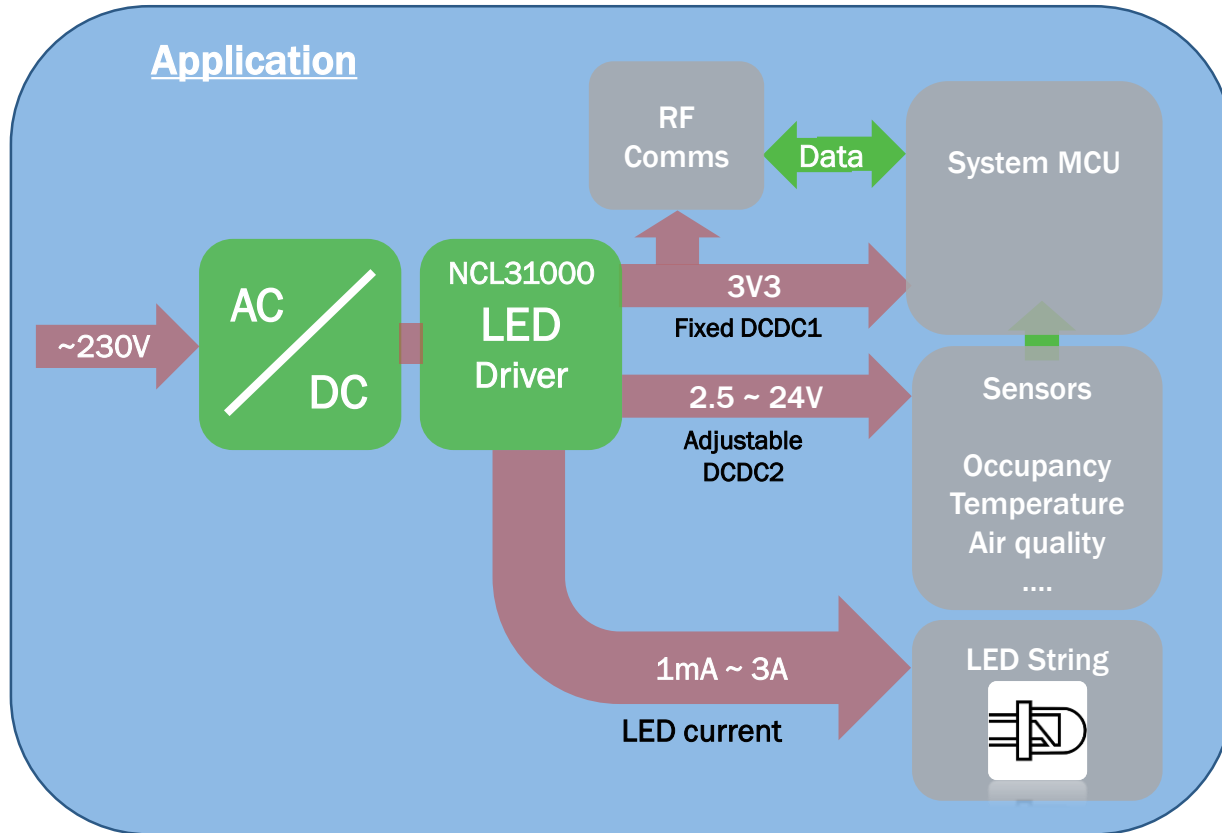 Application
RF
Comms
Data
System MCU
~230V
AC
DC
NCL31000
LED
Driver
3V3
Fixed DCDC1
2.5 ~ 24V
Adjustable
DCDC2
Sensors
Occupancy
Temperature
Air quality
....
1mA ~ 3A
LED current
LED String